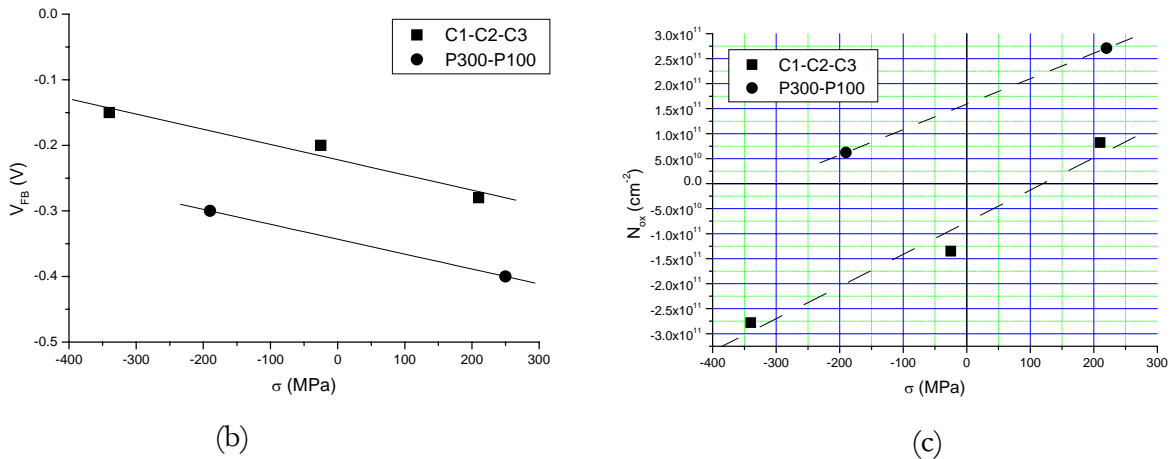 0.0
-0.1
-0.2
-0.3
-0.4
-0.5
V_FB (V)
-400 -300 -200 -100 0 100 200 300
σ (MPa)
C1-C2-C3
P300-P100
(b)
3.0x10^11
2.5x10^11
2.0x10^11
1.5x10^11
1.0x10^11
5.0x10^10
0.0
-5.0x10^10
-1.0x10^11
-1.5x10^11
-2.0x10^11
-2.5x10^11
-3.0x10^11
N_ox (cm^-2)
-400 -300 -200 -100 0 100 200 300
σ (MPa)
C1-C2-C3
P300-P100
(c)